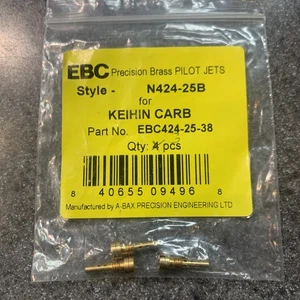 EBC Precision Brass PILOT JETS
Style - N424-25B
for
KEIHIN CARB
Part No. EBC424-25-38
Qty: 4 pcs
8 40655 09496 8
Manufactured by A-BAX PRECISION ENGINEERING LTD